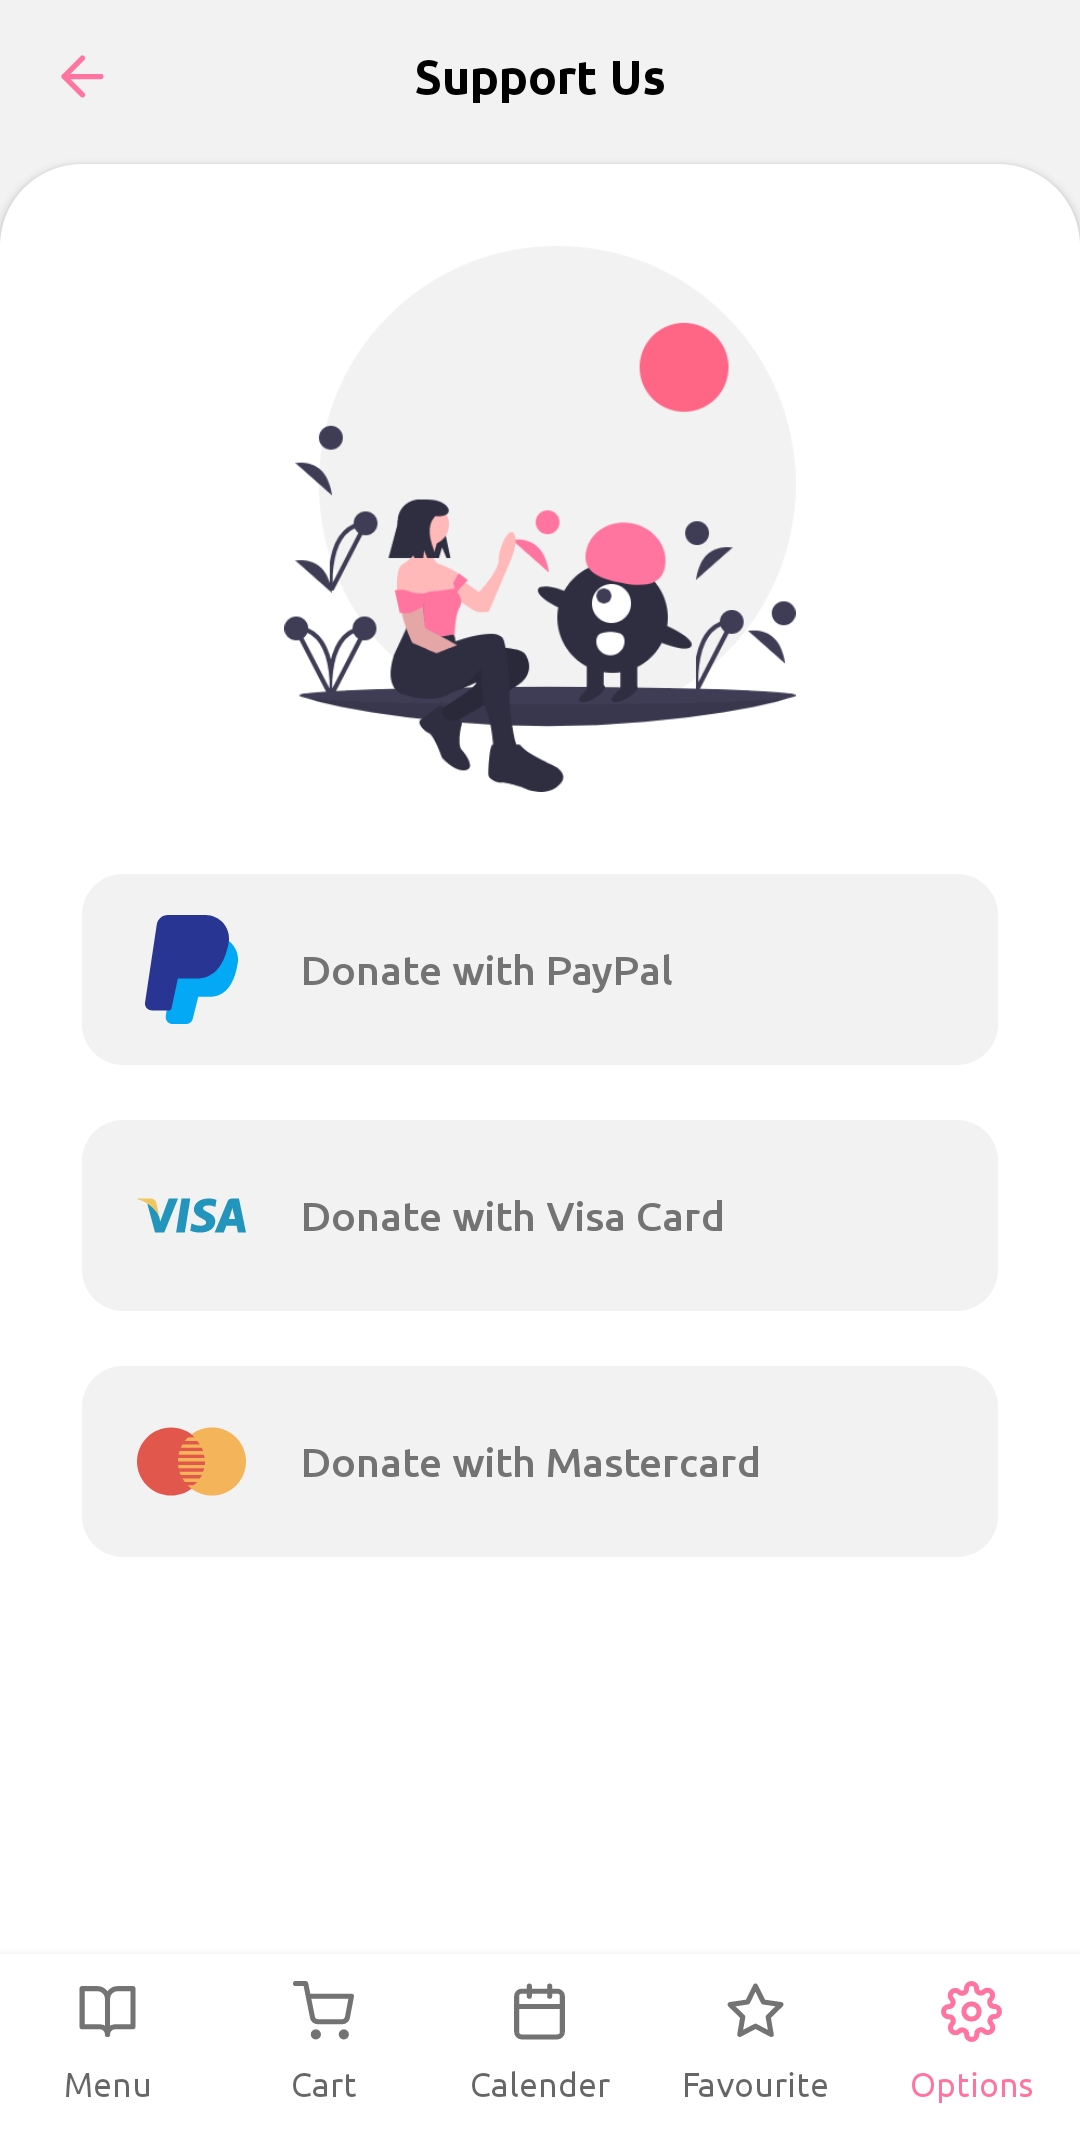 Support Us
Donate with PayPal
VISA
Donate with Visa Card
Donate with Mastercard
Menu
Cart
Calender
Favourite
Options